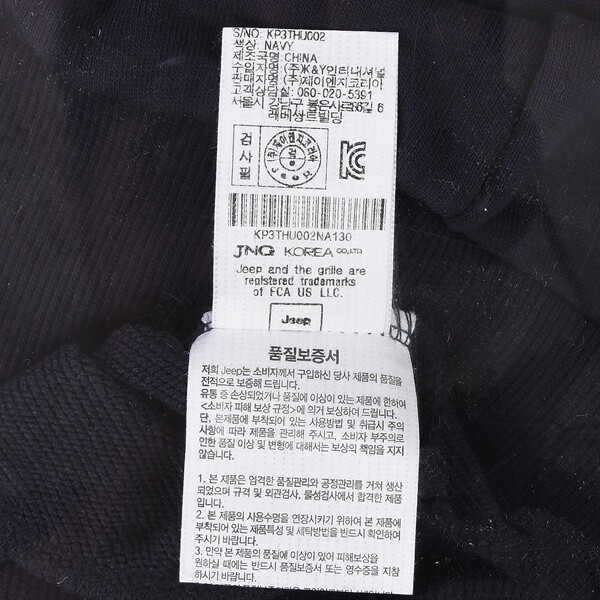 S/NO: KP3THU002
색상: NAVY
제조국명:CHINA
수입자명:(주)K&Y인터내셔널
판매자명:(주)제이엔지코리아
고객상담실: 080-020-5391
서울시 강남구 봉은사로86길 6
레베쌍트빌딩
검사필
(주)제이엔지코리아
Jeep
KC
KP3THU002NA130
JNG KOREA CO.,LTD
Jeep and the grille are
registered trademarks
of FCA US LLC.
Jeep
품질보증서
저희 Jeep는 소비자께서 구입하신 당사 제품의 품질을
전적으로 보증해 드립니다.
유통 중 손상되었거나 품질에 이상이 있는 제품에 한하여
<소비자 피해 보상 규정>에 의거 보상하여 드립니다.
단, 본제품에 부착되어 있는 사용방법 및 취급시 주의
사항에 따라 제품을 관리해 주시고, 소비자 부주의로
인한 품질 이상 및 변형에 대해서는 보상의 책임을 지지
않습니다.
1. 본 제품은 엄격한 품질관리와 공정관리를 거쳐 생산
되었으며 규격 및 외관검사, 물성검사에서 합격한 제품
입니다.
2. 본 제품의 사용수명을 연장시키기 위하여 본 제품에
부착되어 있는 제품특성 및 세탁방법을 반드시 확인하여
주시기 바랍니다.
3. 만약 본 제품의 품질에 이상이 있어 피해보상을
원하실 때에는 반드시 품질보증서 또는 영수증을 지참
하시기 바랍니다.